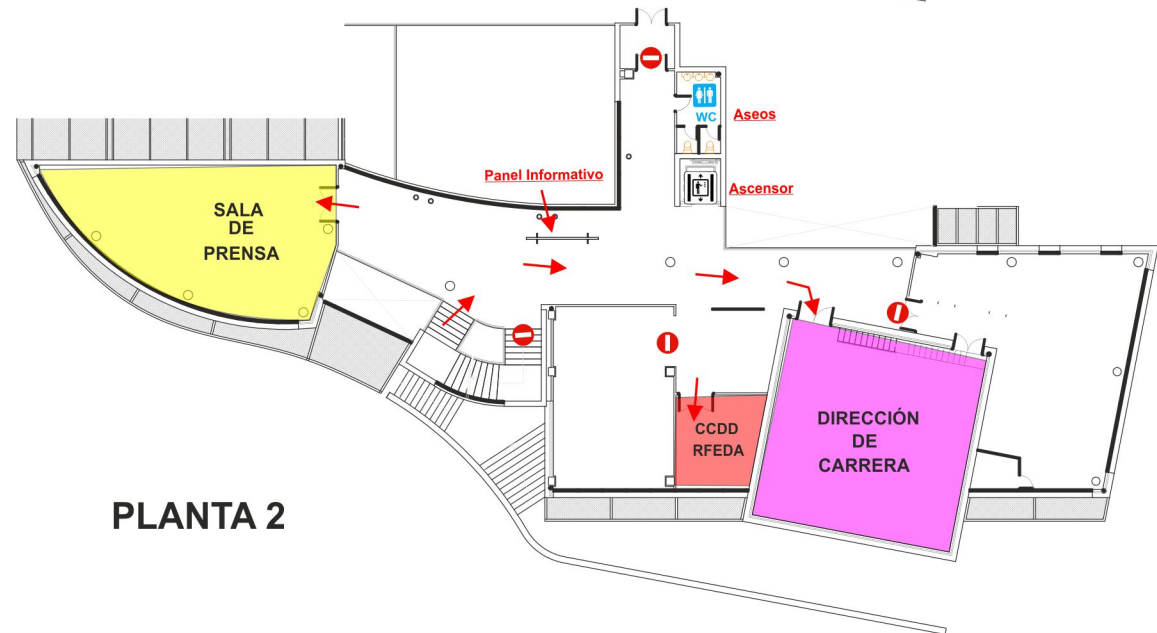 WC
Aseos
Panel Informativo
Ascensor
SALA
DE
PRENSA
CCDD
RFEDA
DIRECCIÓN
DE
CARRERA
PLANTA 2